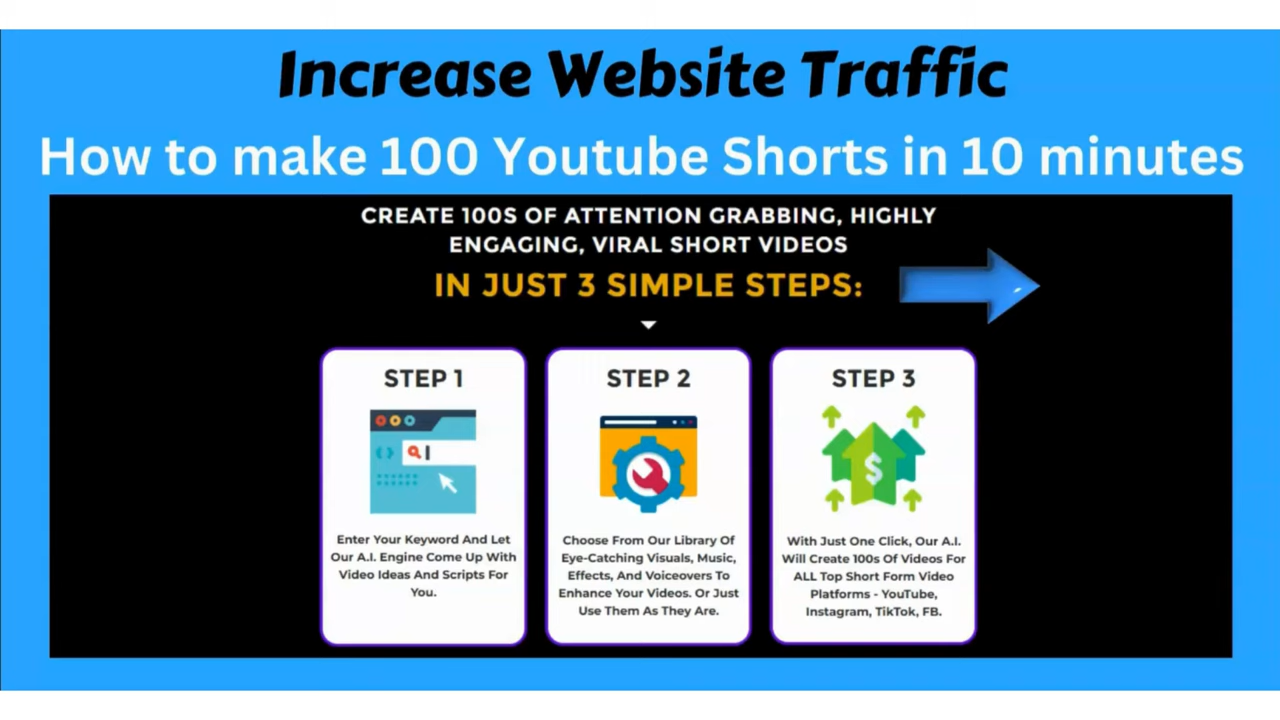 Increase Website Traffic
How to make 100 Youtube Shorts in 10 minutes
CREATE 100S OF ATTENTION GRABBING, HIGHLY
ENGAGING, VIRAL SHORT VIDEOS
IN JUST 3 SIMPLE STEPS:
STEP 1
Enter Your Keyword And Let
Our A.I. Engine Come Up With
Video Ideas And Scripts For
You.
STEP 2
Choose From Our Library Of
Eye-Catching Visuals, Music,
Effects, And Voiceovers To
Enhance Your Videos. Or Just
Use Them As They Are.
STEP 3
$
With Just One Click, Our A.I.
Will Create 100s Of Videos For
ALL Top Short Form Video
Platforms - YouTube,
Instagram, TikTok, FB.